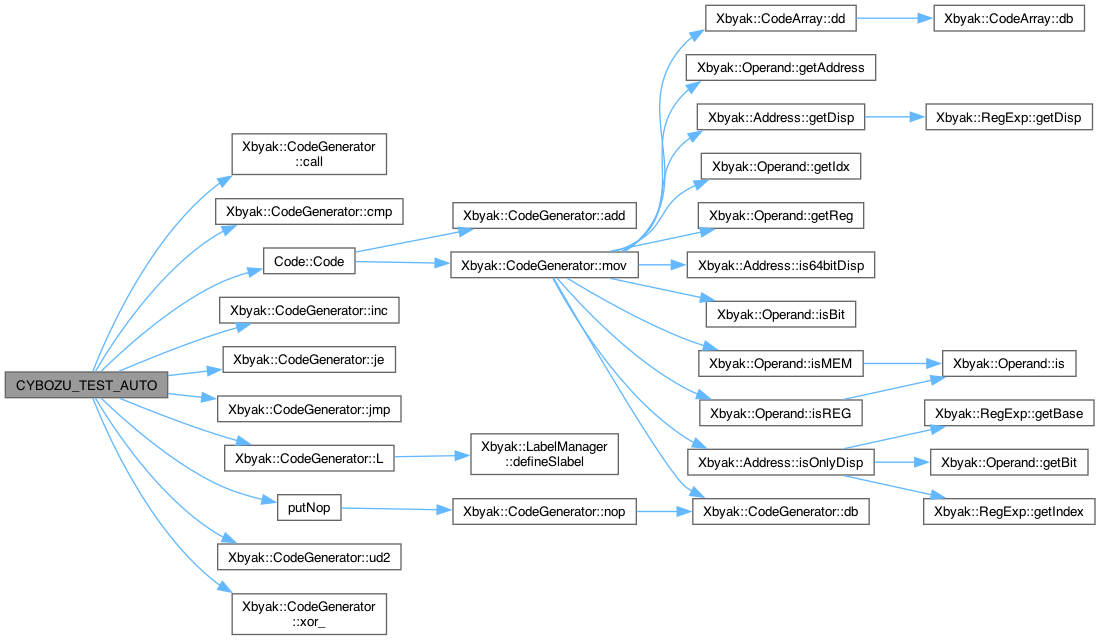 CYBOZU_TEST_AUTO
Xbyak::CodeGenerator
::call
Xbyak::CodeGenerator::cmp
Code::Code
Xbyak::CodeGenerator::inc
Xbyak::CodeGenerator::je
Xbyak::CodeGenerator::jmp
Xbyak::CodeGenerator::L
putNop
Xbyak::CodeGenerator::ud2
Xbyak::CodeGenerator
::xor_
Xbyak::CodeGenerator::add
Xbyak::CodeGenerator::mov
Xbyak::LabelManager
::defineSlabel
Xbyak::CodeGenerator::nop
Xbyak::CodeArray::dd
Xbyak::Operand::getAddress
Xbyak::Address::getDisp
Xbyak::Operand::getIdx
Xbyak::Operand::getReg
Xbyak::Address::is64bitDisp
Xbyak::Operand::isBit
Xbyak::Operand::isMEM
Xbyak::Operand::isREG
Xbyak::Address::isOnlyDisp
Xbyak::CodeGenerator::db
Xbyak::CodeArray::db
Xbyak::RegExp::getDisp
Xbyak::Operand::is
Xbyak::RegExp::getBase
Xbyak::Operand::getBit
Xbyak::RegExp::getIndex